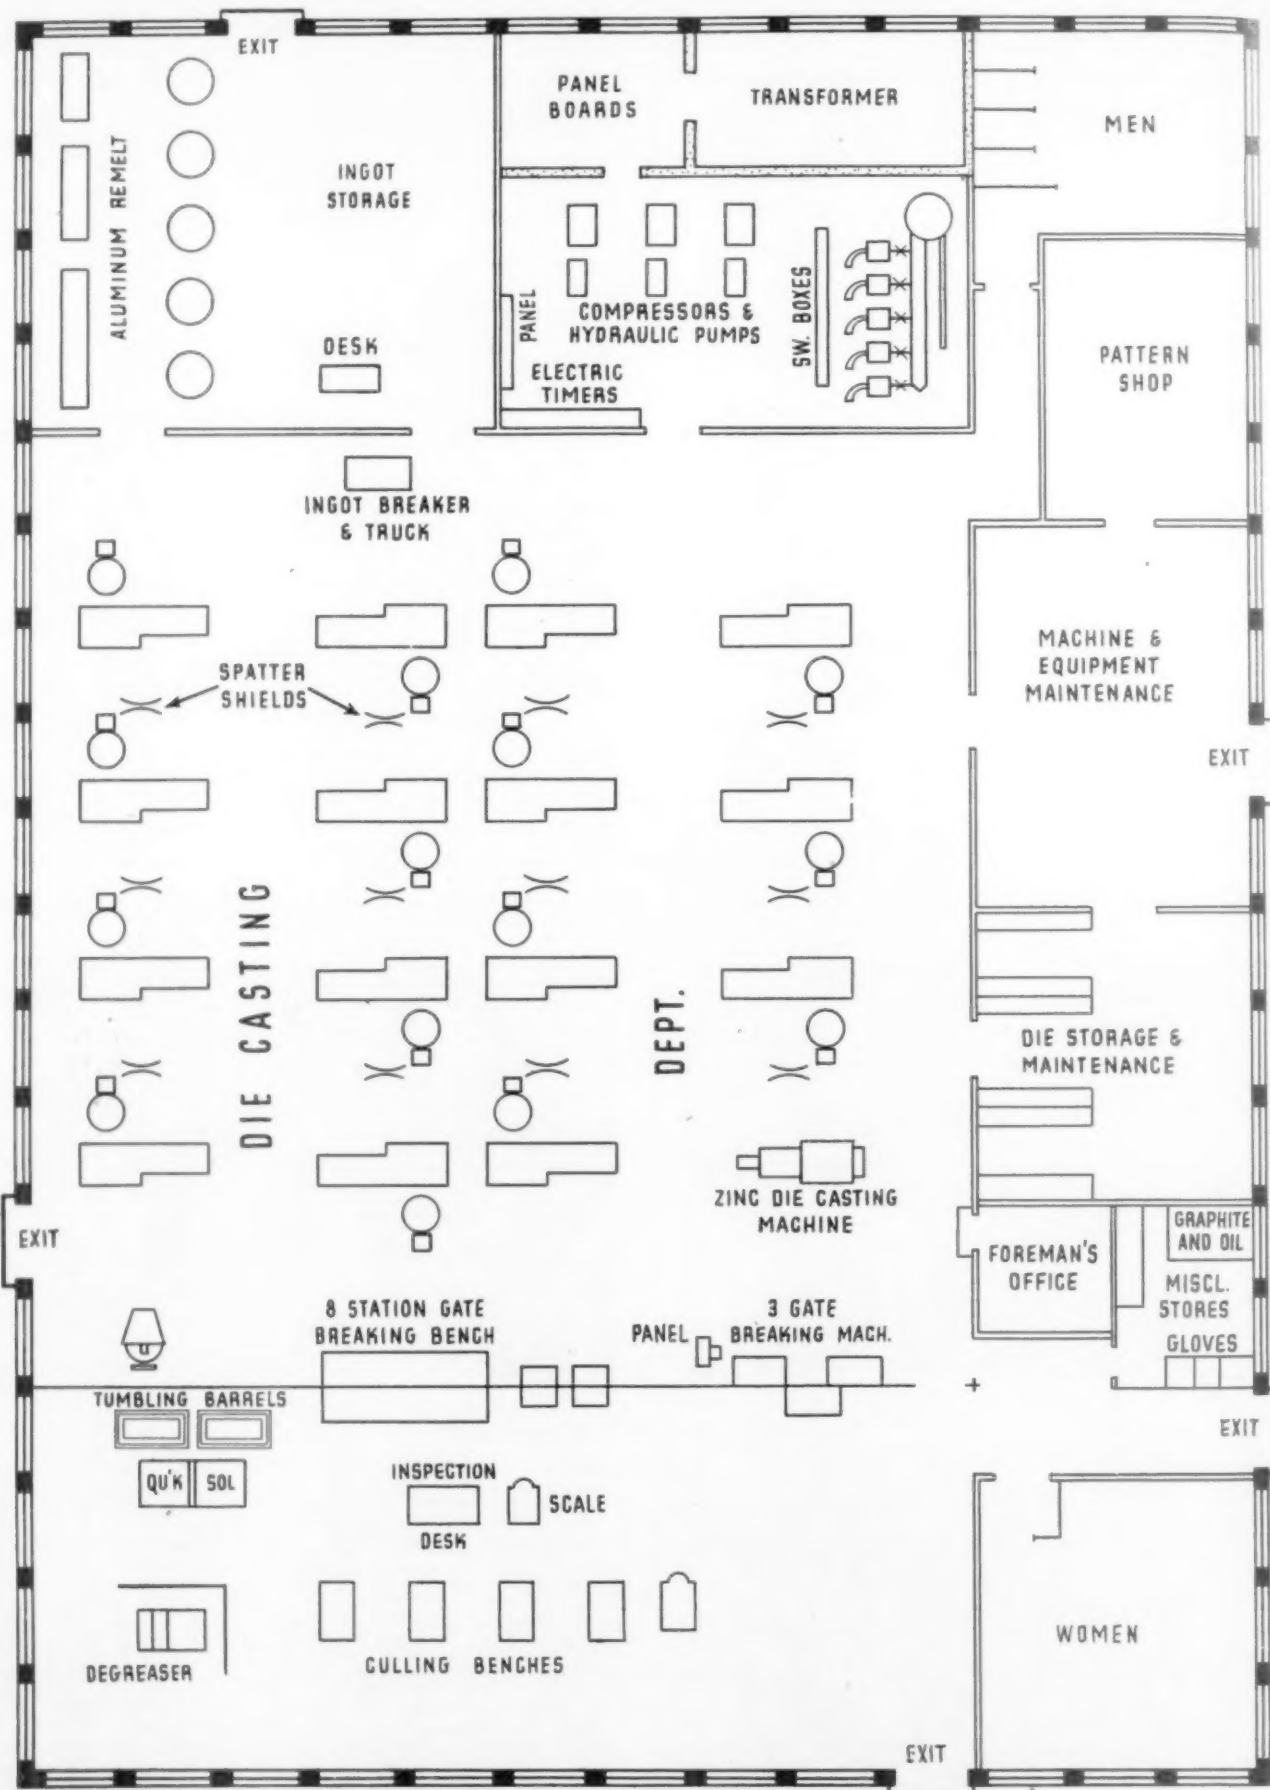 EXIT
PANEL
BOARDS
TRANSFORMER
MEN
ALUMINUM REMELT
INGOT
STORAGE
DESK
PANEL
COMPRESSORS &
HYDRAULIC PUMPS
SW. BOXES
ELECTRIC
TIMERS
PATTERN
SHOP
INGOT BREAKER
& TRUCK
SPATTER
SHIELDS
MACHINE &
EQUIPMENT
MAINTENANCE
EXIT
DIE CASTING
DEPT.
DIE STORAGE &
MAINTENANCE
ZINC DIE CASTING
MACHINE
EXIT
FOREMAN'S
OFFICE
GRAPHITE
AND OIL
MISCL.
STORES
GLOVES
8 STATION GATE
BREAKING BENCH
PANEL
3 GATE
BREAKING MACH.
U
TUMBLING BARRELS
QU'K SOL
INSPECTION
DESK
SCALE
EXIT
DEGREASER
CULLING BENCHES
WOMEN
EXIT